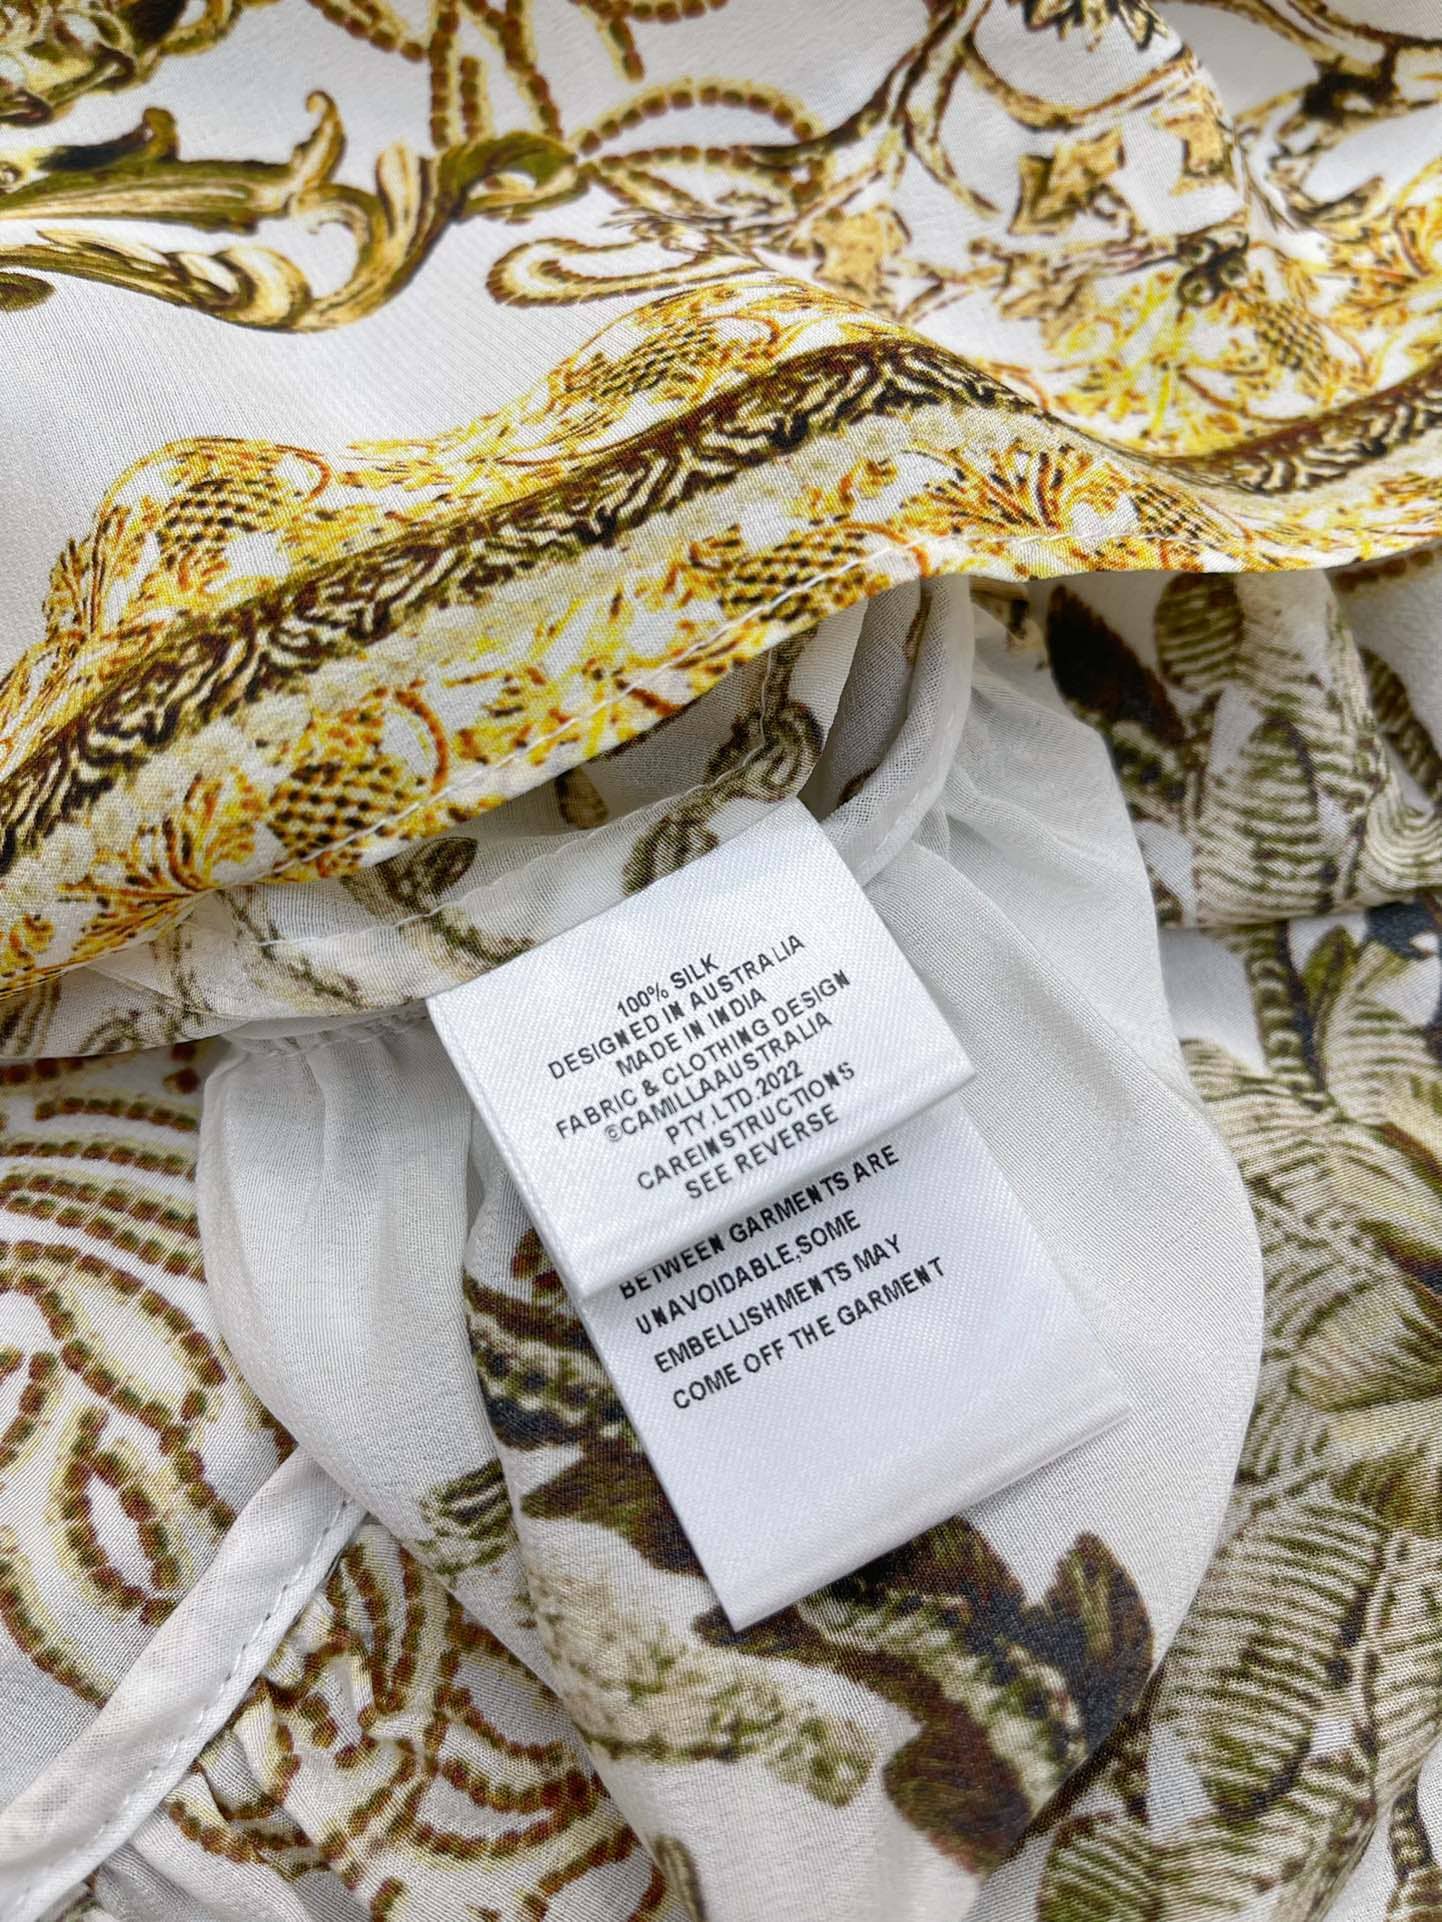 100% SILK
DESIGNED IN AUSTRALIA
MADE IN INDIA
FABRIC & CLOTHING DESIGN
©CAMILLAAUSTRALIA
PTY.LTD.2022
CAREINSTRUCTIONS
SEE REVERSE
BETWEEN GARMENTS ARE
UNAVOIDABLE,SOME
EMBELLISHMENTS MAY
COME OFF THE GARMENT